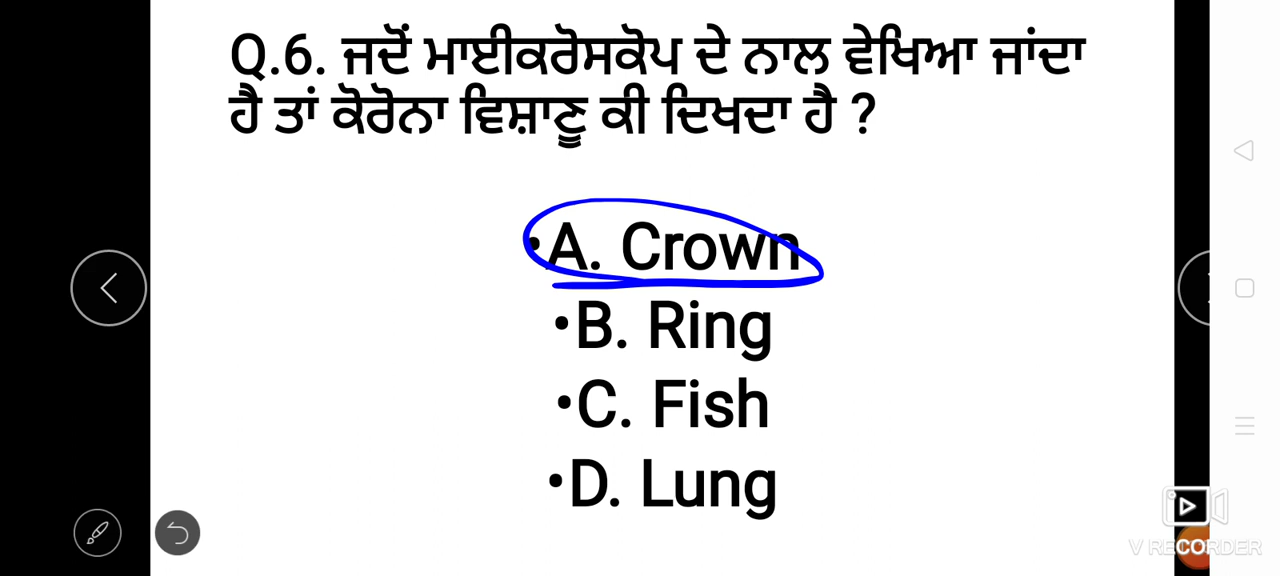 Q.6. ਜਦੋਂ ਮਾਈਕਰੋਸਕੋਪ ਦੇ ਨਾਲ ਵੇਖਿਆ ਜਾਂਦਾ
ਹੈ ਤਾਂ ਕੋਰੋਨਾ ਵਿਸ਼ਾਣੂ ਕੀ ਦਿਖਦਾ ਹੈ ?
•A. Crown
•B. Ring
•C. Fish
•D. Lung
V RECORDER